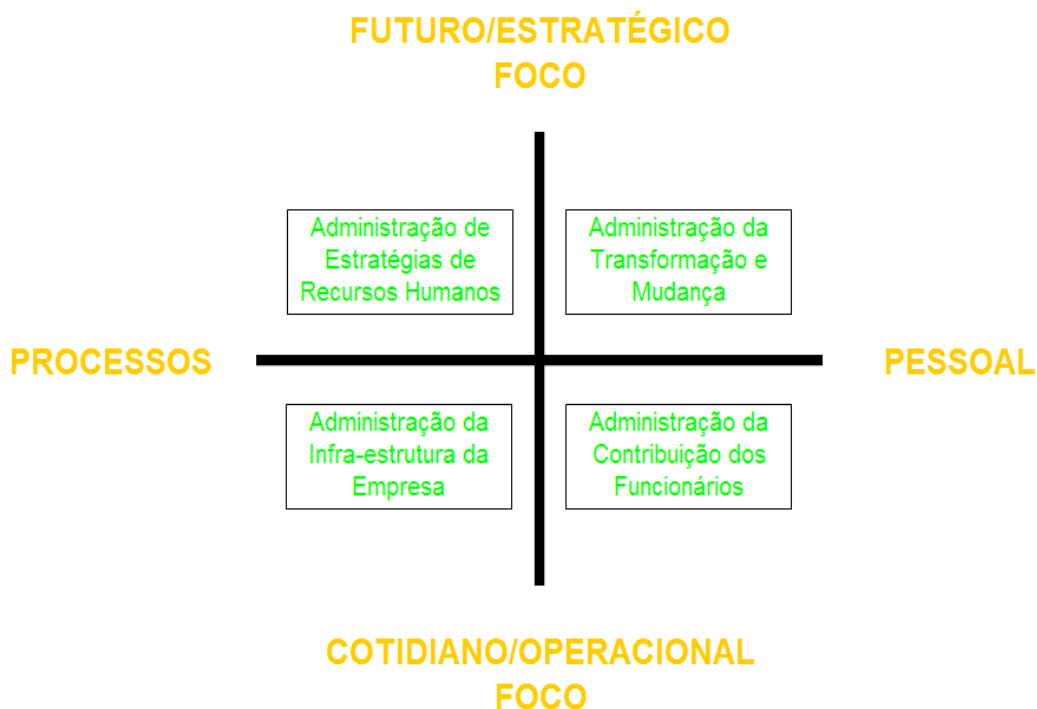 FUTURO/ESTRATÉGICO
FOCO
Administração de
Estratégias de
Recursos Humanos
Administração da
Transformação e
Mudança
PROCESSOS
PESSOAL
Administração da
Infra-estrutura da
Empresa
Administração da
Contribuição dos
Funcionários
COTIDIANO/OPERACIONAL
FOCO